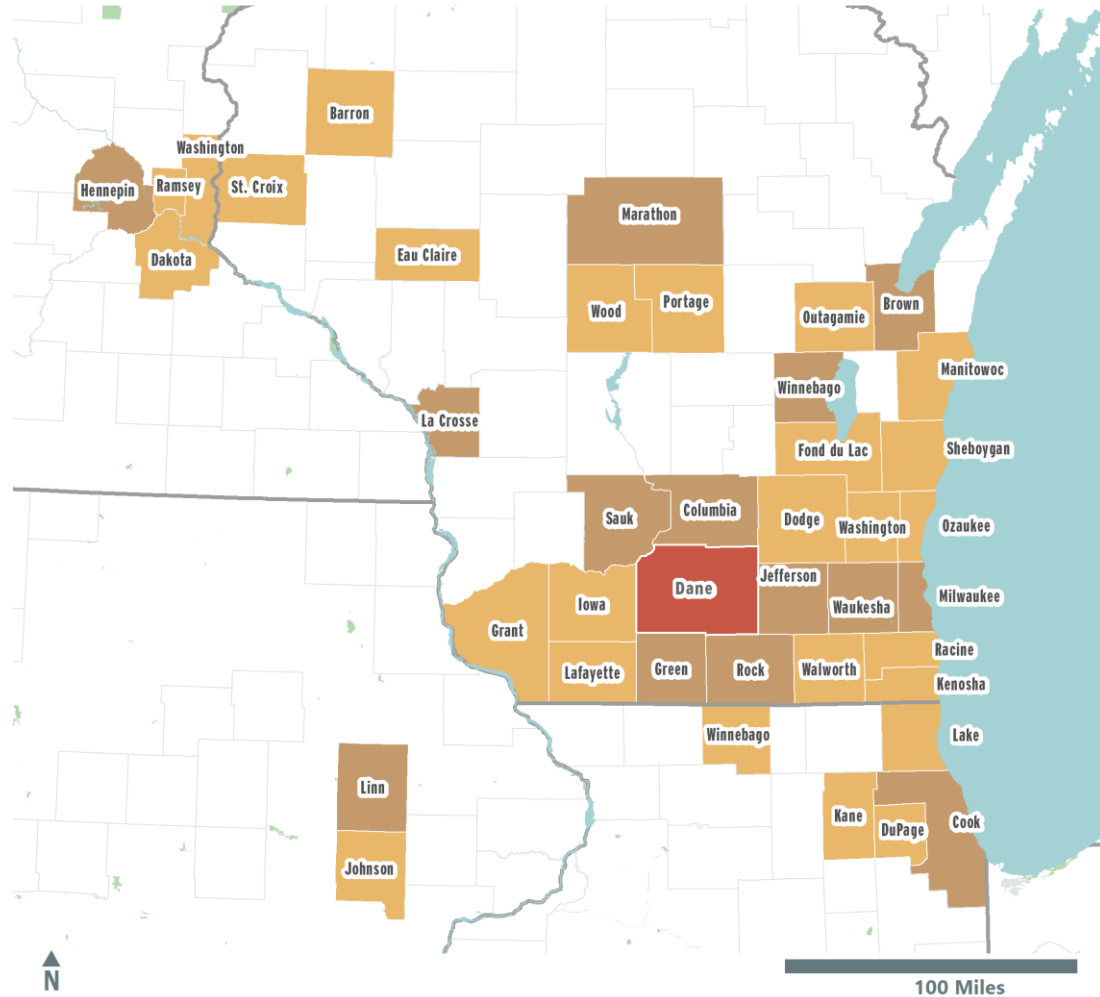 Barron
Washington
Hennepin
Ramsey
St. Croix
Marathon
Dakota
Eau Claire
Wood
Portage
Outagamie
Brown
Manitowoc
Winnebago
La Crosse
Fond du Lac
Sheboygan
Sauk
Columbia
Dodge
Washington
Ozaukee
Dane
Jefferson
Iowa
Waukesha
Milwaukee
Grant
Racine
Lafayette
Green
Rock
Walworth
Kenosha
Winnebago
Lake
Linn
Kane
DuPage
Cook
Johnson
N
100 Miles